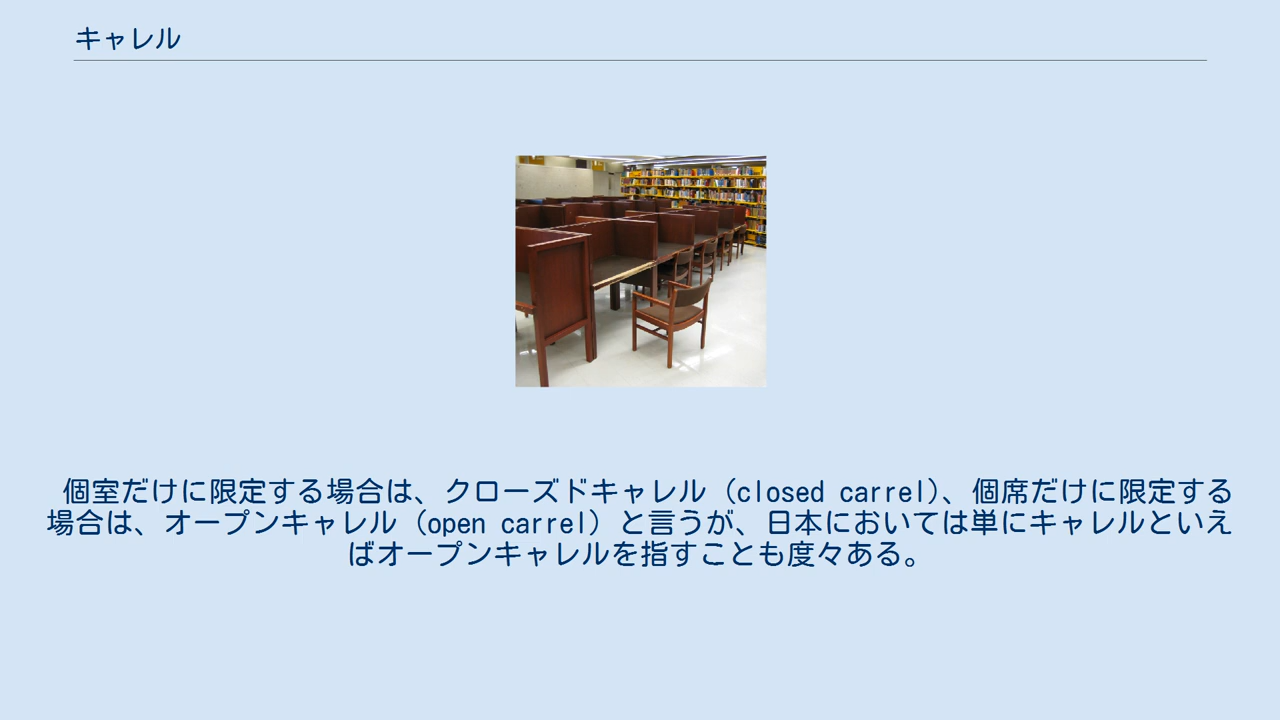 キャレル
個室だけに限定する場合は、クローズドキャレル（closed carrel）、個席だけに限定する
場合は、オープンキャレル（open carrel）と言うが、日本においては単にキャレルといえ
ばオープンキャレルを指すことも度々ある。